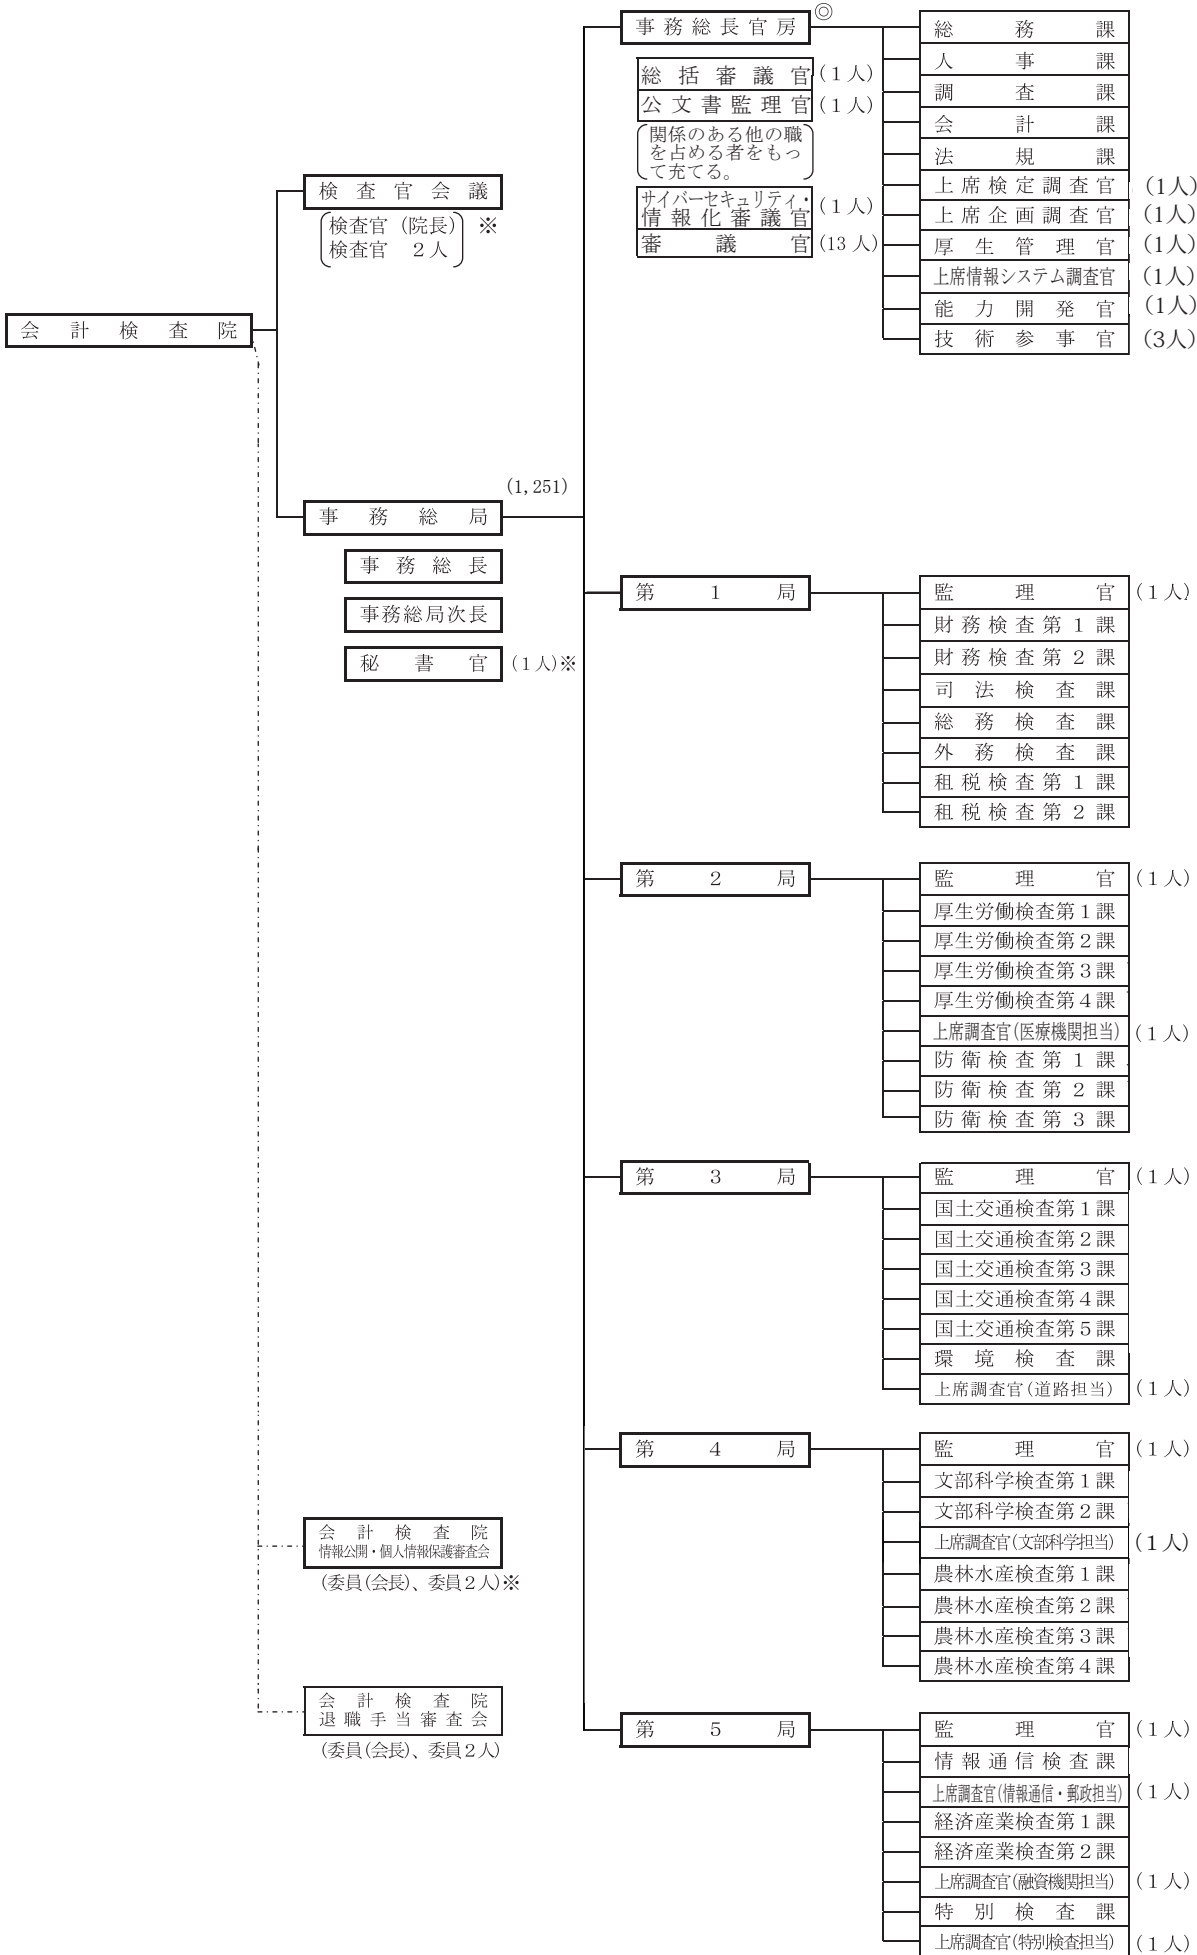 会計検査院
検査官会議
検査官（院長） ※
検査官　２人
(1,251)
事務総局
事務総長
事務総局次長
秘書官 (１人)※
会計検査院
情報公開・個人情報保護審査会
(委員(会長)、委員２人)※
会計検査院
退職手当審査会
(委員(会長)、委員２人)
事務総長官房 ◎
総括審議官 (１人)
公文書監理官 (１人)
関係のある他の職
を占める者をもっ
て充てる。
サイバーセキュリティ・
情報化審議官 (１人)
審議官 (13人)
総務課
人事課
調査課
会計課
法規課
上席検定調査官 (1人)
上席企画調査官 (1人)
厚生管理官 (1人)
上席情報システム調査官 (1人)
能力開発官 (1人)
技術参事官 (3人)
第１局
監理官 (１人)
財務検査第１課
財務検査第２課
司法検査課
総務検査課
外務検査課
租税検査第１課
租税検査第２課
第２局
監理官 (１人)
厚生労働検査第１課
厚生労働検査第２課
厚生労働検査第３課
厚生労働検査第４課
上席調査官(医療機関担当) (１人)
防衛検査第１課
防衛検査第２課
防衛検査第３課
第３局
監理官 (１人)
国土交通検査第１課
国土交通検査第２課
国土交通検査第３課
国土交通検査第４課
国土交通検査第５課
環境検査課
上席調査官(道路担当) (１人)
第４局
監理官 (１人)
文部科学検査第１課
文部科学検査第２課
上席調査官(文部科学担当) (１人)
農林水産検査第１課
農林水産検査第２課
農林水産検査第３課
農林水産検査第４課
第５局
監理官 (１人)
情報通信検査課
上席調査官(情報通信・郵政担当) (１人)
経済産業検査第１課
経済産業検査第２課
上席調査官(融資機関担当) (１人)
特別検査課
上席調査官(特別検査担当) (１人)